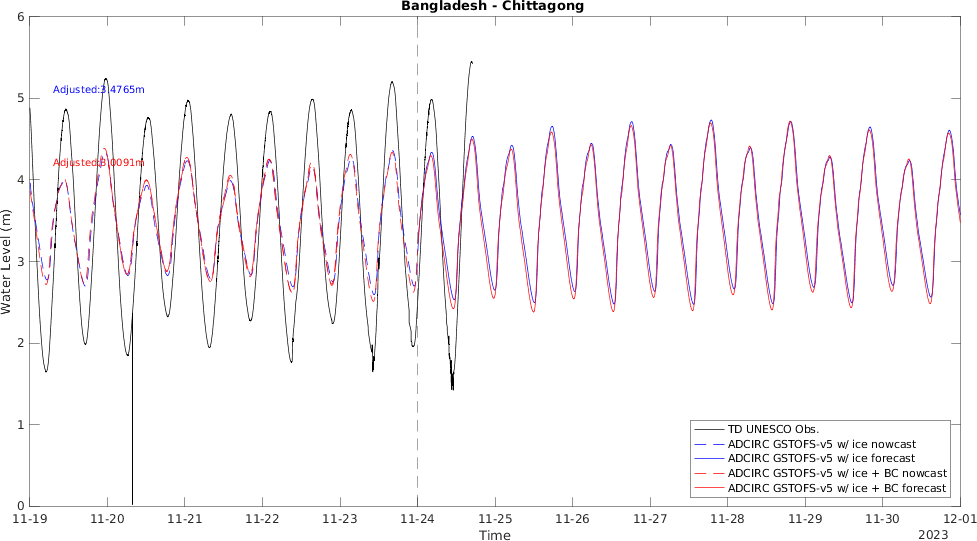 Bangladesh - Chittagong
6
5
4
3
2
1
0
Water Level (m)
Adjusted:3.4765m
Adjusted:3.0091m
TD UNESCO Obs.
ADCIRC GSTOFS-v5 w/ ice nowcast
ADCIRC GSTOFS-v5 w/ ice forecast
ADCIRC GSTOFS-v5 w/ ice + BC nowcast
ADCIRC GSTOFS-v5 w/ ice + BC forecast
11-19 11-20 11-21 11-22 11-23 11-24 11-25 11-26 11-27 11-28 11-29 11-30 12-01
Time
2023